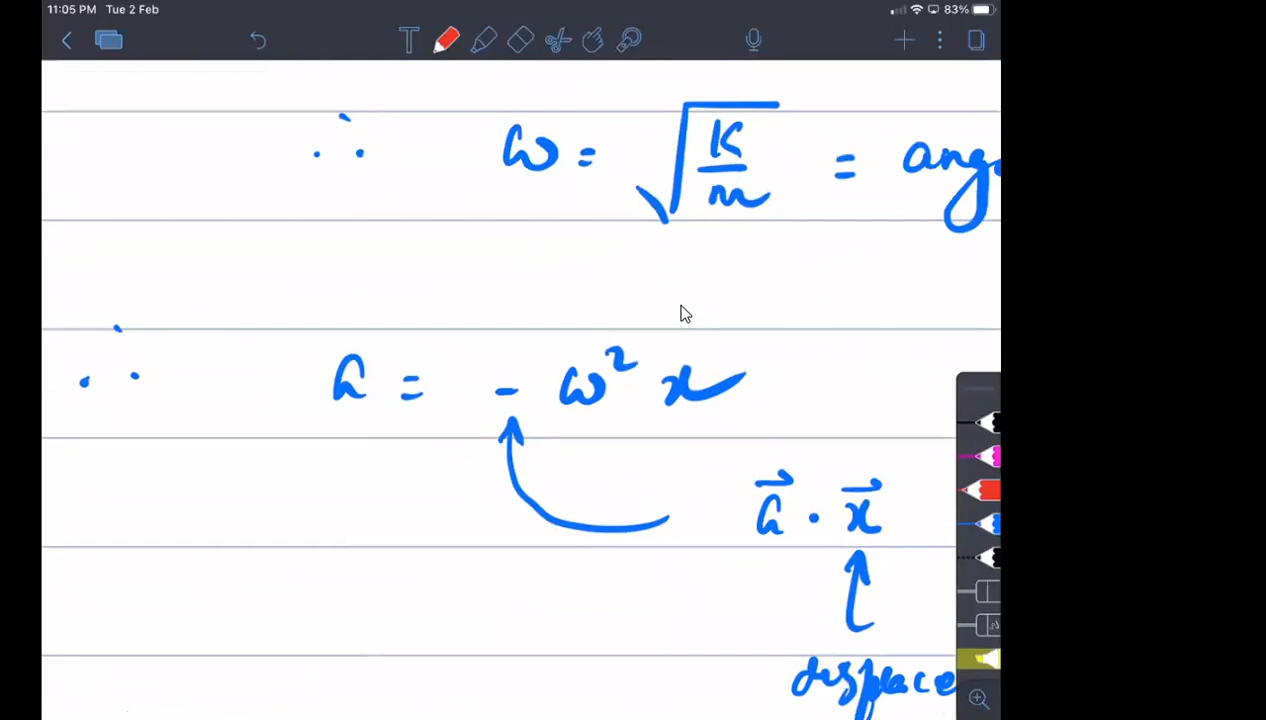 11:05 PM Tue 2 Feb 83%
T
∴ ω = √(K/m) = ang
∴ a = - ω² x
a⃗ · x⃗
displace